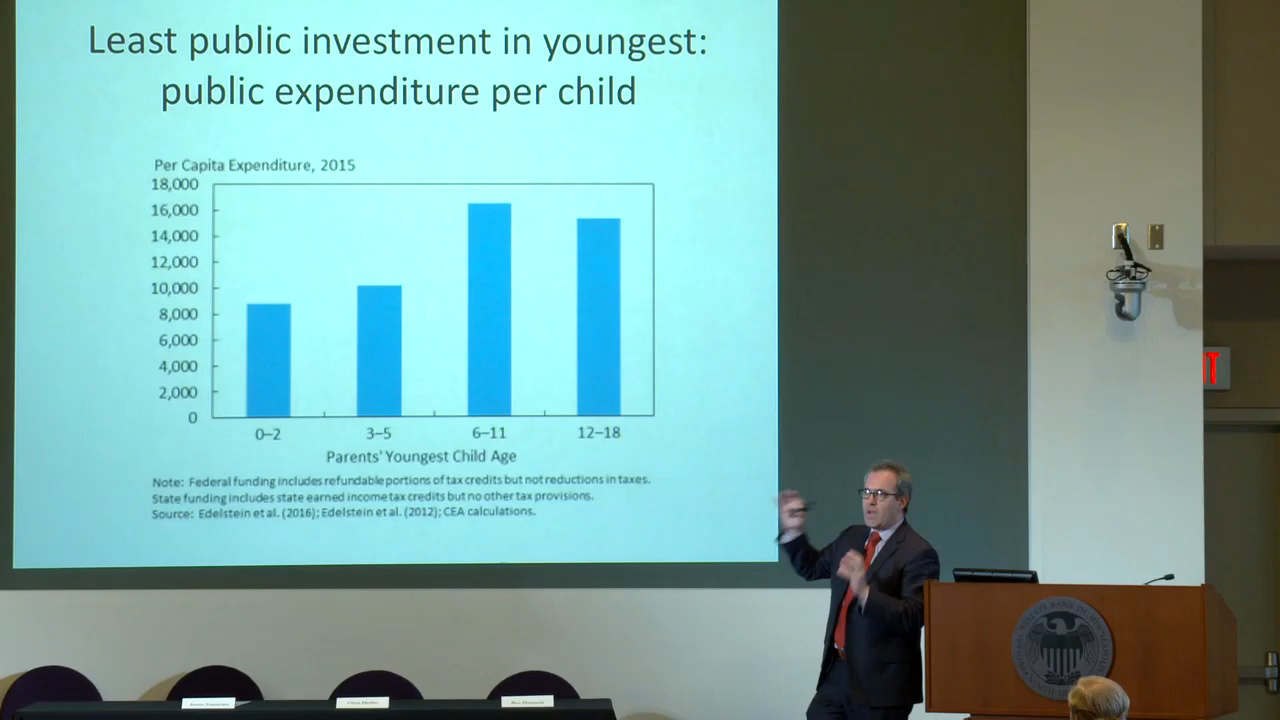 Least public investment in youngest:
public expenditure per child
Per Capita Expenditure, 2015
18,000
16,000
14,000
12,000
10,000
8,000
6,000
4,000
2,000
0
0–2
3–5
6–11
12–18
Parents' Youngest Child Age
Note: Federal funding includes refundable portions of tax credits but not reductions in taxes.
State funding includes state earned income tax credits but no other tax provisions.
Source: Edelstein et al. (2016); Edelstein et al. (2012); CEA calculations.
IT